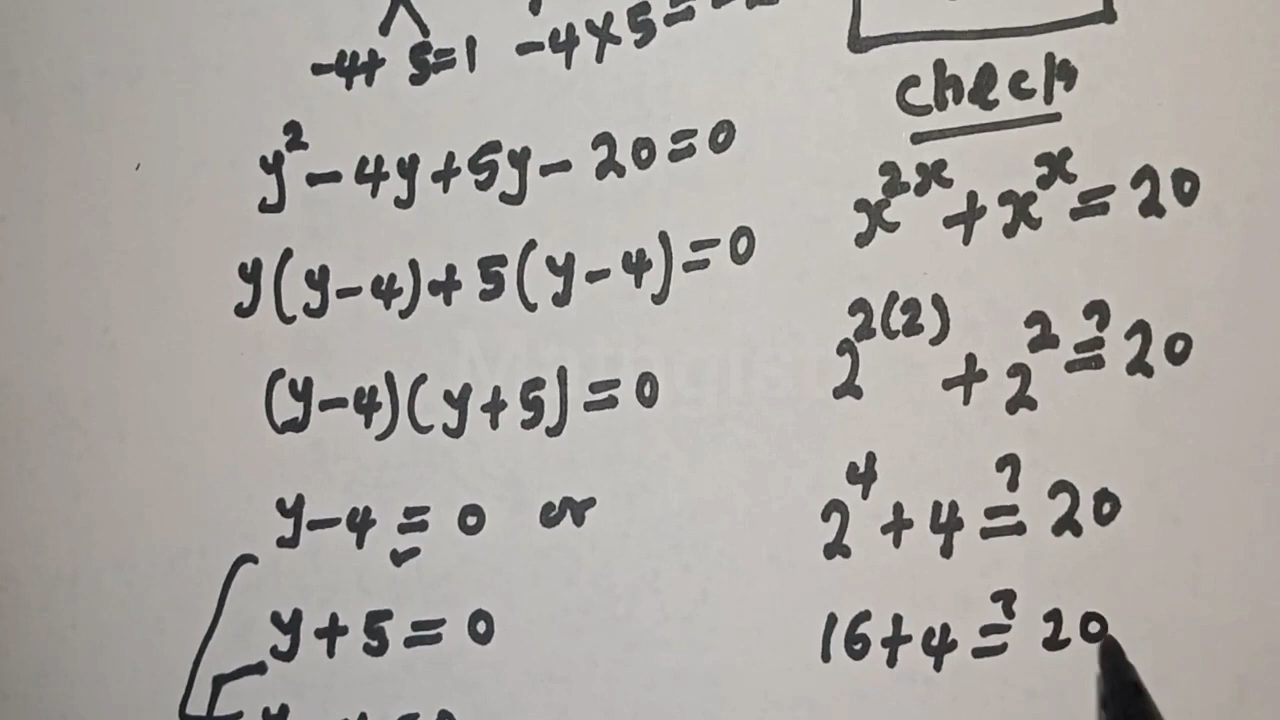 -4+5=1 -4×5=
y²-4y+5y-20=0
y(y-4)+5(y-4)=0
(y-4)(y+5)=0
y-4=0 or
y+5=0
check
x^{2x}+x^x=20
2^{2(2)}+2^2≟20
2^4+4≟20
16+4≟20